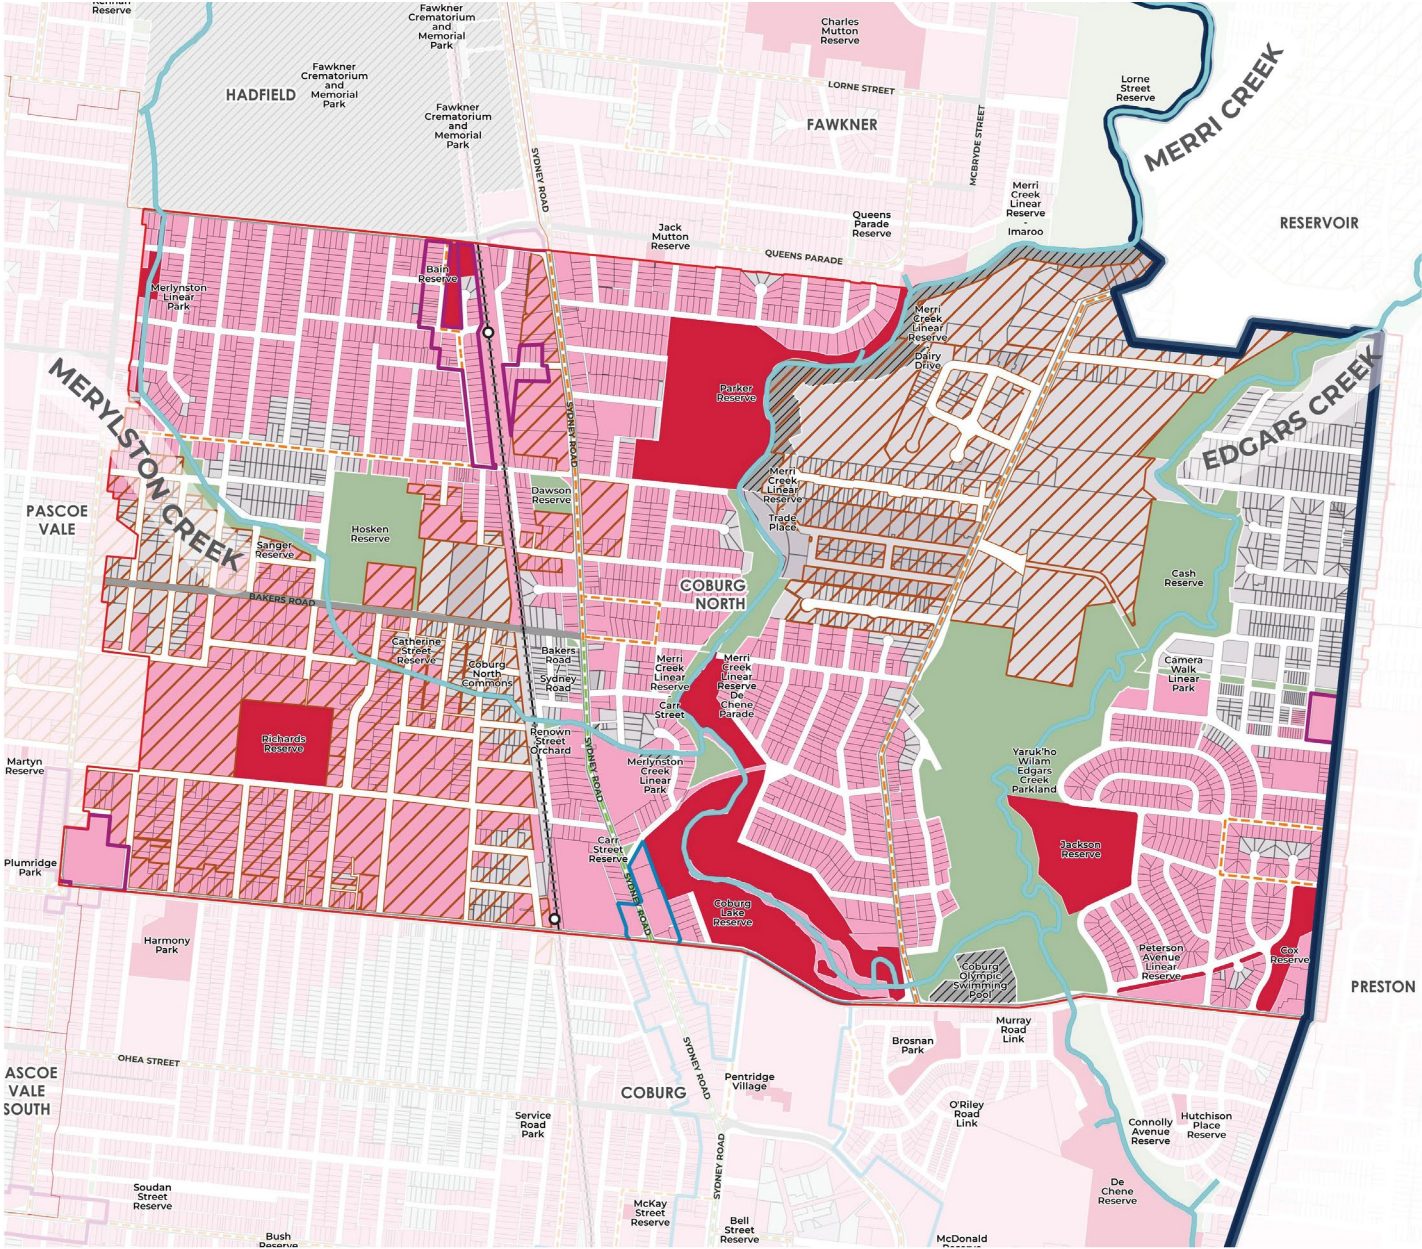 Reserve
Fawkner
Crematorium
and
Memorial
Park
Charles
Mutton
Reserve
Fawkner
Crematorium
and
Memorial
Park
HADFIELD
LORNE STREET
Lorne
Street
Reserve
MERRI CREEK
Fawkner
Crematorium
and
Memorial
Park
FAWKNER
MCBRYDE STREET
SYDNEY ROAD
Merri
Creek
Linear
Reserve
-
Imaroo
Queens
Parade
Reserve
Jack
Mutton
Reserve
QUEENS PARADE
RESERVOIR
Bain
Reserve
Merlynston
Linear
Park
Merri
Creek
Linear
Reserve
-
Dairy
Drive
MERYLSTON CREEK
Parker
Reserve
EDGARS CREEK
SYDNEY ROAD
Merri
Creek
Linear
Reserve
-
Trade
Place
Dawson
Reserve
PASCOE
VALE
Hosken
Reserve
Sanger
Reserve
COBURG
NORTH
Cash
Reserve
BAKERS ROAD
Catherine
Street
Reserve
Coburg
North
Commons
Bakers
Road
-
Sydney
Road
Merri
Creek
Linear
Reserve
-
Carr
Street
Merri
Creek
Linear
Reserve
De
Chene
Parade
Camera
Walk
Linear
Park
Richards
Reserve
Renown
Street
Orchard
SYDNEY ROAD
Merlynston
Creek
Linear
Park
Yaruk'ho
Wilam
Edgars
Creek
Parkland
Martyn
Reserve
Plumridge
Park
Carr
Street
Reserve
SYDNEY ROAD
Jackson
Reserve
Coburg
Lake
Reserve
Harmony
Park
Coburg
Olympic
Swimming
Pool
Peterson
Avenue
Linear
Reserve
Cox
Reserve
PRESTON
OHEA STREET
SYDNEY ROAD
Brosnan
Park
Murray
Road
Link
ASCOE
VALE
SOUTH
COBURG
Pentridge
Village
Service
Road
Park
O'Riley
Road
Link
Connolly
Avenue
Reserve
Hutchison
Place
Reserve
SYDNEY ROAD
Soudan
Street
Reserve
McKay
Street
Reserve
Bell
Street
Reserve
De
Chene
Reserve
Bush
Reserve
McDonald